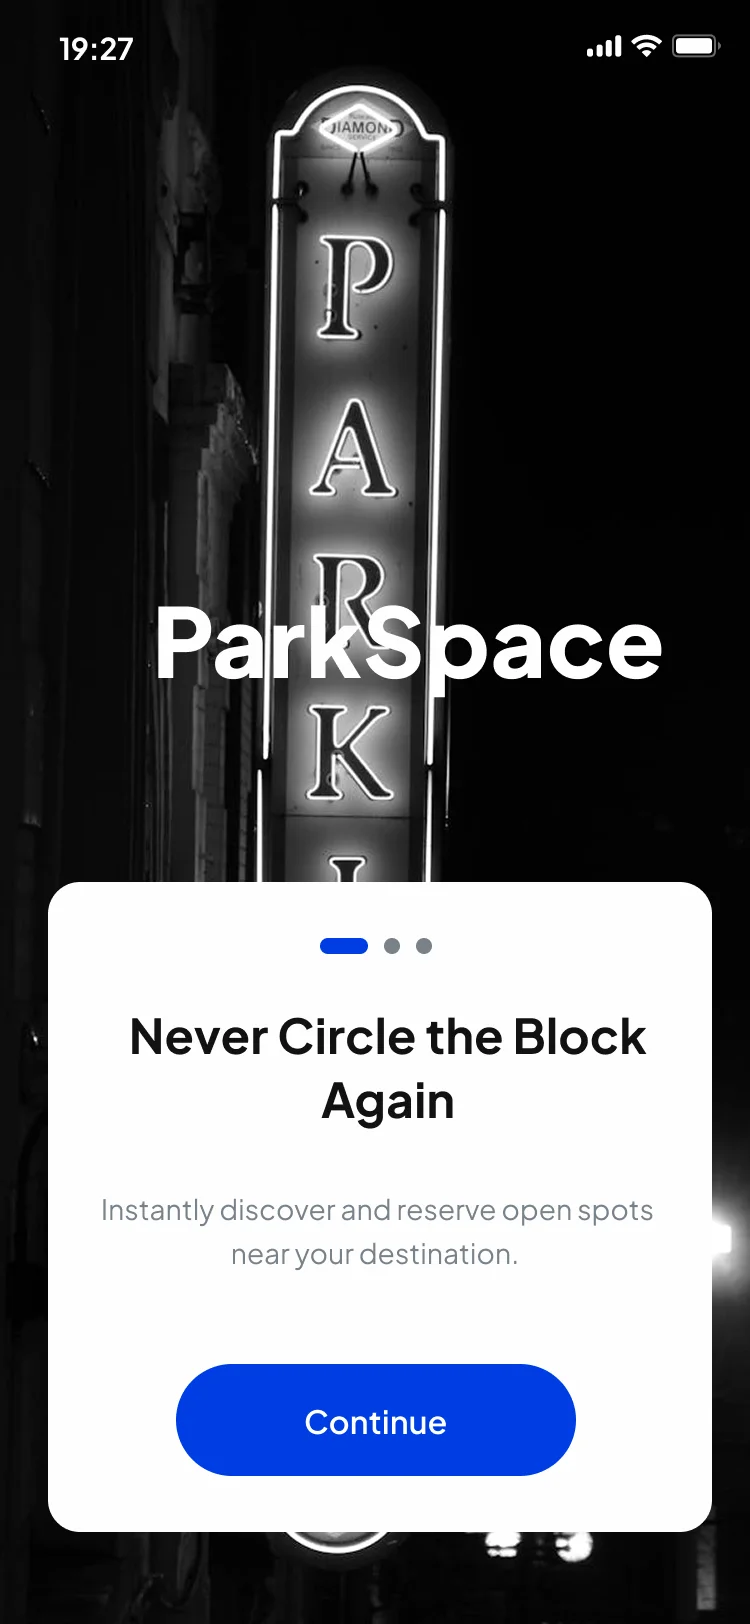 19:27
DIAMOND
SERVICE
P
A
R
K
I
ParkSpace
Never Circle the Block
Again
Instantly discover and reserve open spots
near your destination.
Continue